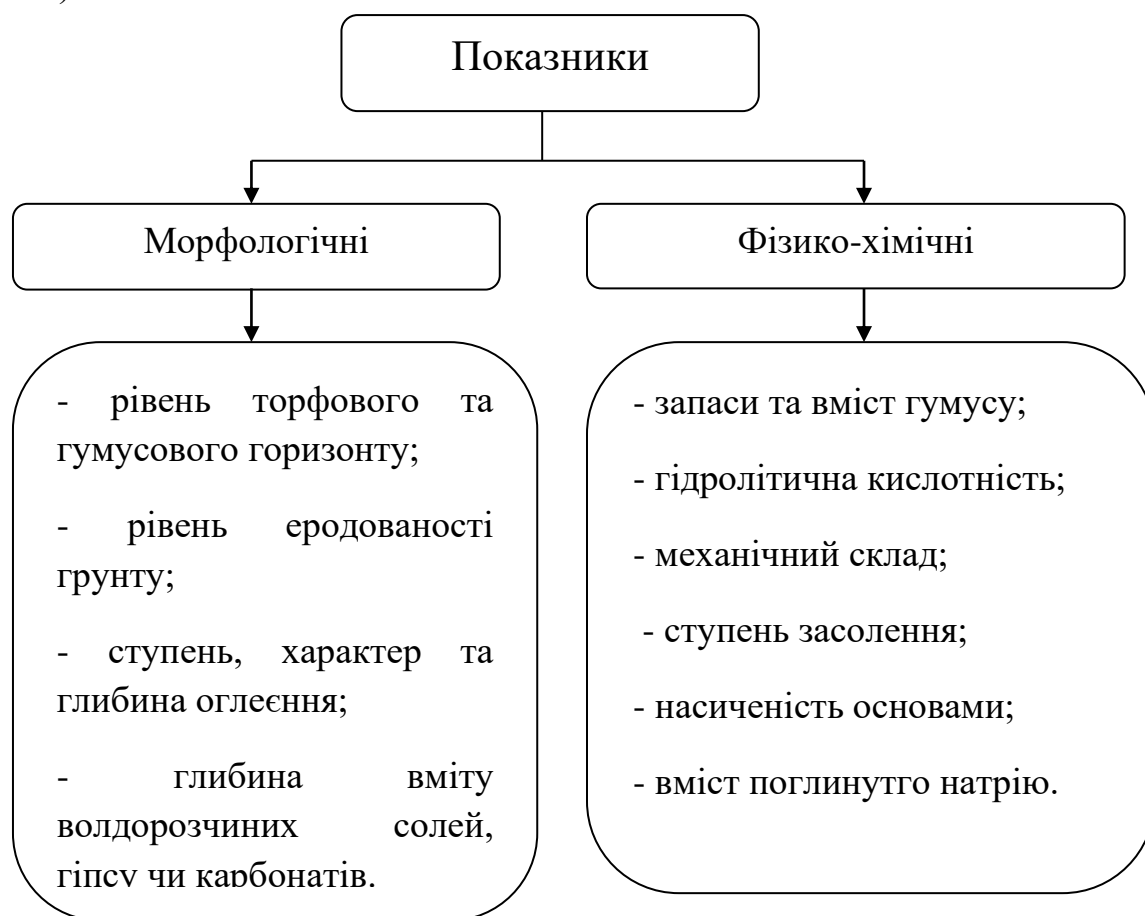 Показники
Морфологічні
Фізико-хімічні
- рівень торфового та
гумусового горизонту;
- рівень еродованості
грунту;
- ступень, характер та
глибина оглеєння;
- глибина вміту
волдорозчиних солей,
гіпсу чи карбонатів.
- запаси та вміст гумусу;
- гідролітична кислотність;
- механічний склад;
- ступень засолення;
- насиченість основами;
- вміст поглинутго натрію.